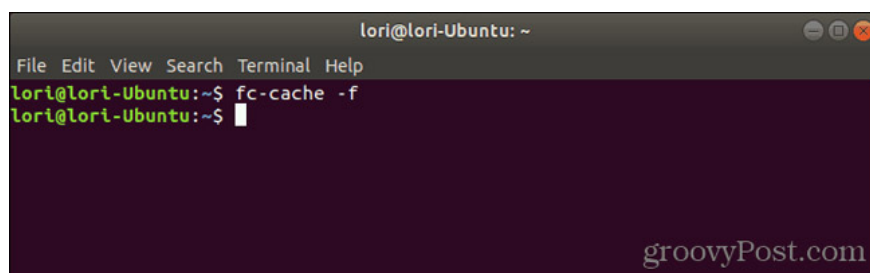 lori@lori-Ubuntu: ~
File Edit View Search Terminal Help
lori@lori-Ubuntu:~$ fc-cache -f
lori@lori-Ubuntu:~$
groovyPost.com